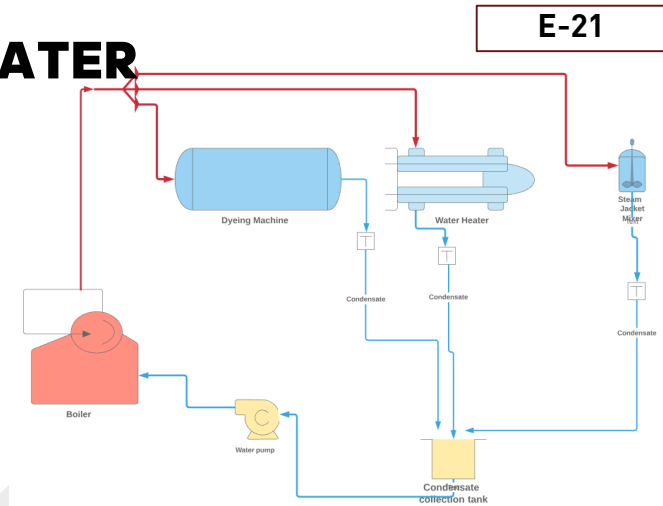 E-21
ATER
Dyeing Machine
Water Heater
Steam
Jacket
Mixer
T
T
T
Condensate
Condensate
Condensate
Boiler
Water pump
Condensate
collection tank